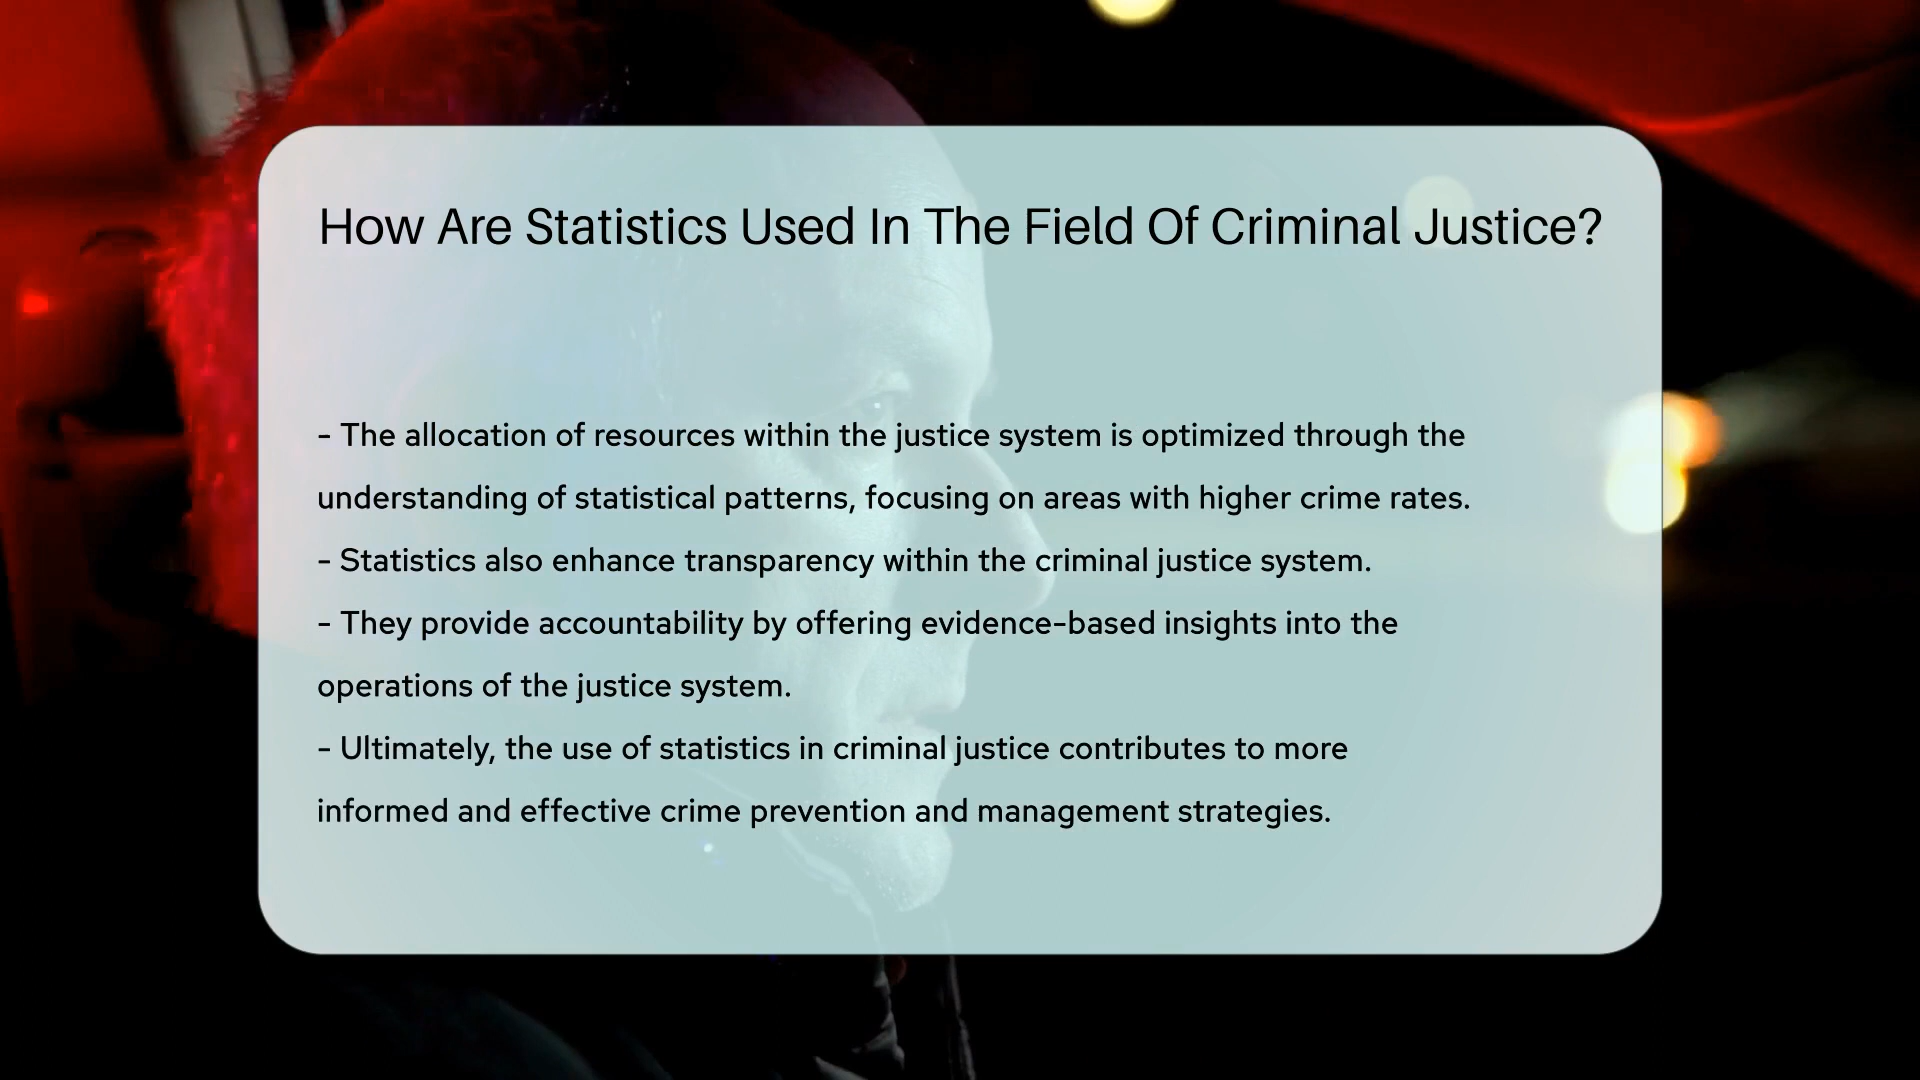 How Are Statistics Used In The Field Of Criminal Justice?
- The allocation of resources within the justice system is optimized through the
understanding of statistical patterns, focusing on areas with higher crime rates.
- Statistics also enhance transparency within the criminal justice system.
- They provide accountability by offering evidence-based insights into the
operations of the justice system.
- Ultimately, the use of statistics in criminal justice contributes to more
informed and effective crime prevention and management strategies.